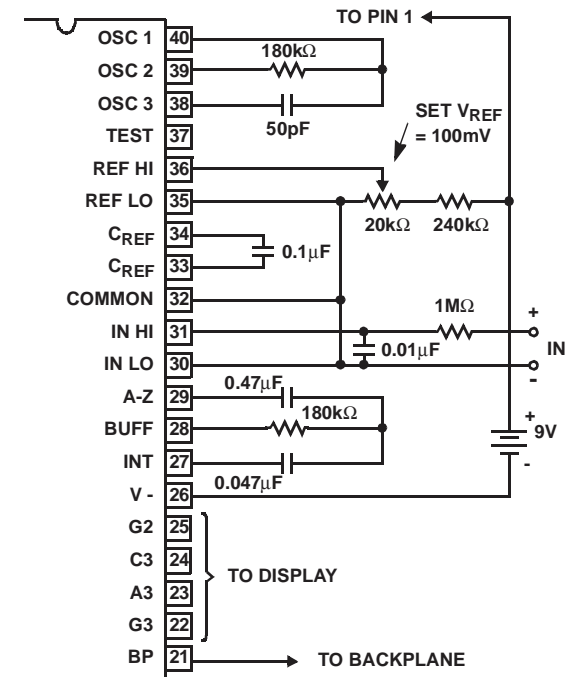 TO PIN 1
OSC 1 40
180kΩ
OSC 2 39
OSC 3 38
50pF
SET VREF
= 100mV
TEST 37
REF HI 36
REF LO 35
20kΩ 240kΩ
CREF 34
0.1μF
CREF 33
COMMON 32
1MΩ
IN HI 31
+
0.01μF
IN
IN LO 30
-
A-Z 29
0.47μF
180kΩ
BUFF 28
+
9V
-
INT 27
0.047μF
V - 26
G2 25
C3 24
TO DISPLAY
A3 23
G3 22
BP 21
TO BACKPLANE